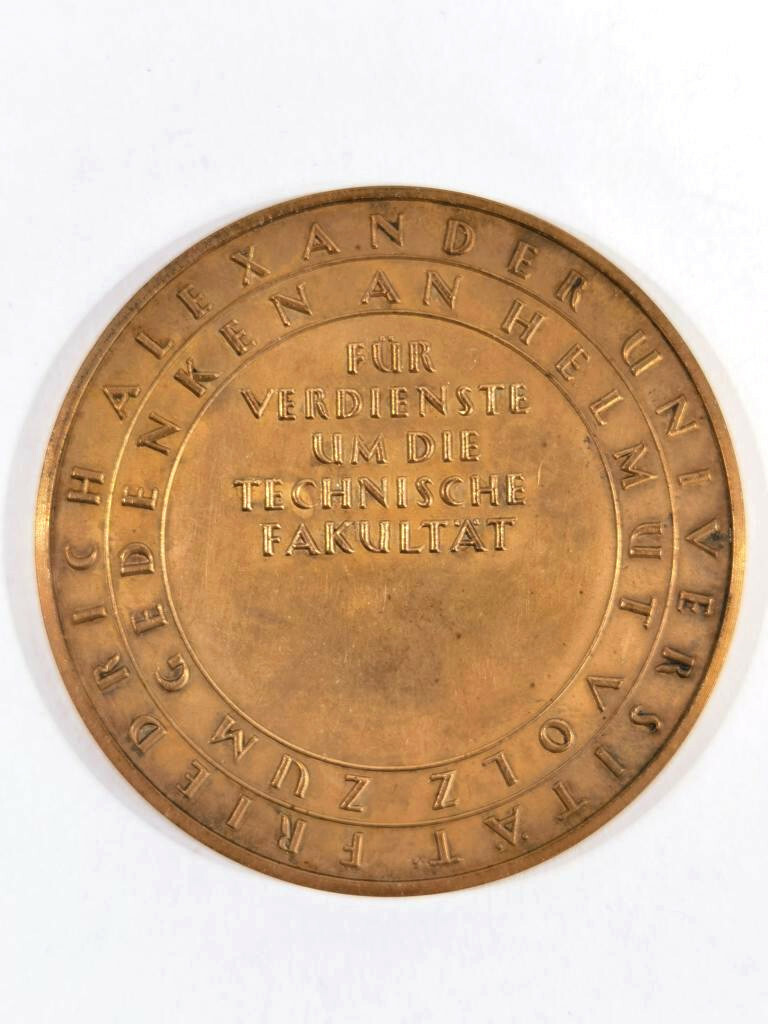 FRIEDRICH ALEXANDER UNIVERSITÄT
ZUM GEDENKEN AN HELMUT VOLZ
FÜR
VERDIENSTE
UM DIE
TECHNISCHE
FAKULTÄT